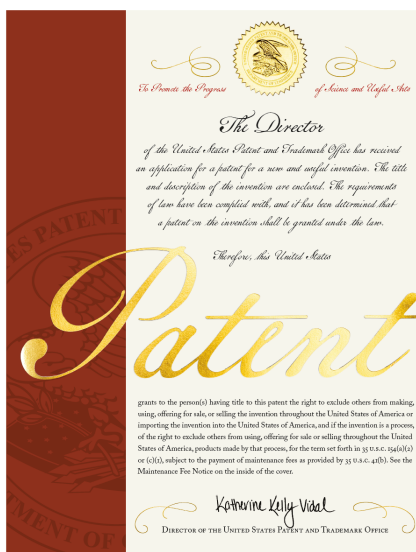 To Promote the Progress of Science and Useful Arts
The Director
of the United States Patent and Trademark Office has received
an application for a patent for a new and useful invention. The title
and description of the invention are enclosed. The requirements
of law have been complied with, and it has been determined that
a patent on the invention shall be granted under the law.
Therefore, this United States
ES PATENT
Patent
grants to the person(s) having title to this patent the right to exclude others from making,
using, offering for sale, or selling the invention throughout the United States of America or
importing the invention into the United States of America, and if the invention is a process,
of the right to exclude others from using, offering for sale or selling throughout the United
States of America, products made by that process, for the term set forth in 35 U.S.C. 154(a)(2)
or (c)(1), subject to the payment of maintenance fees as provided by 35 U.S.C. 41(b). See the
Maintenance Fee Notice on the inside of the cover.
Katherine Kelly Vidal
MENT OF
DIRECTOR OF THE UNITED STATES PATENT AND TRADEMARK OFFICE